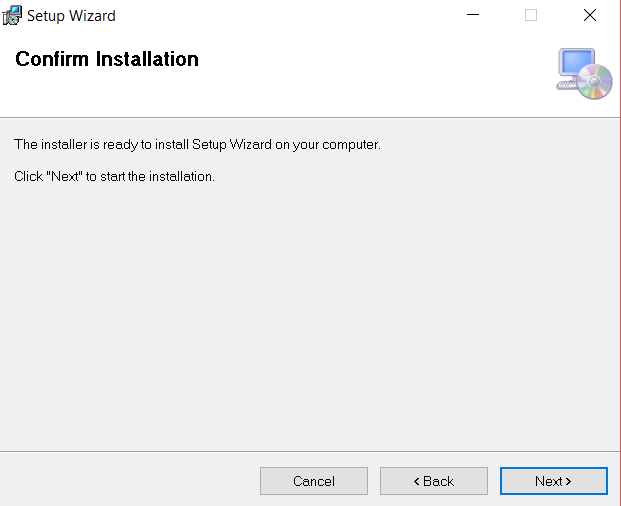 Setup Wizard
Confirm Installation
The installer is ready to install Setup Wizard on your computer.
Click "Next" to start the installation.
Cancel
< Back
Next >